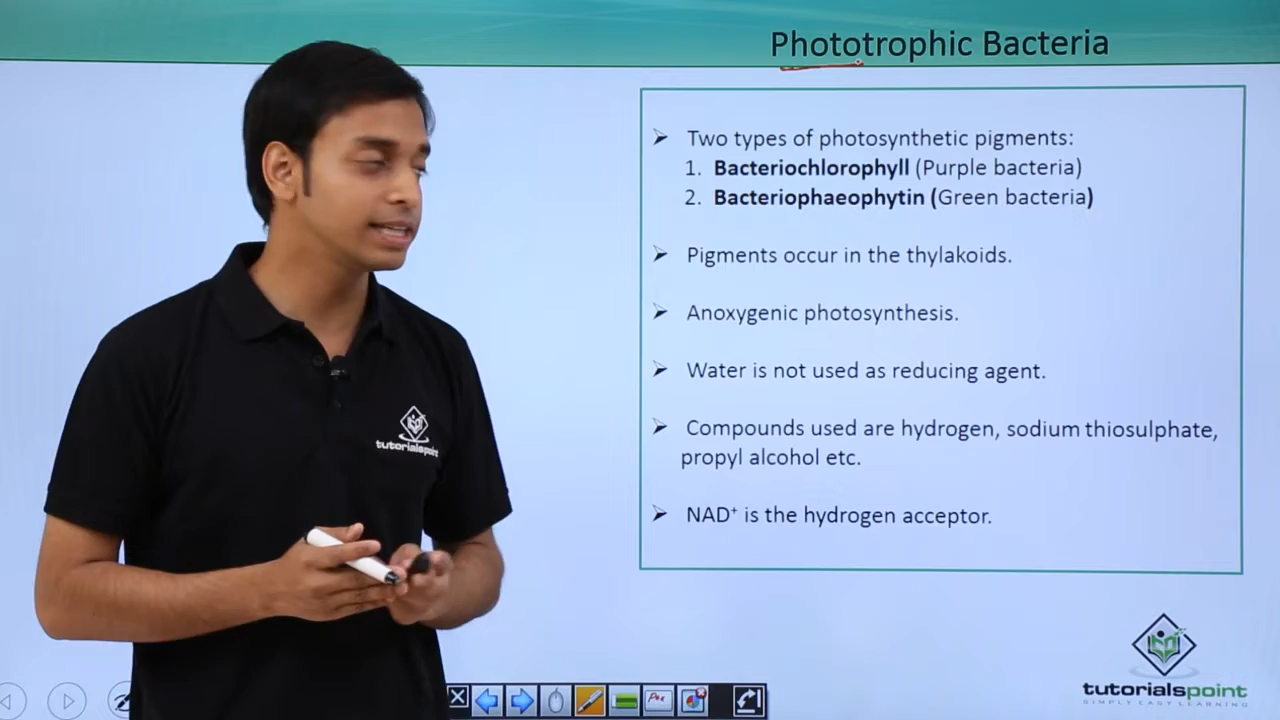 Phototrophic Bacteria
➢ Two types of photosynthetic pigments:
1. Bacteriochlorophyll (Purple bacteria)
2. Bacteriophaeophytin (Green bacteria)
➢ Pigments occur in the thylakoids.
➢ Anoxygenic photosynthesis.
➢ Water is not used as reducing agent.
➢ Compounds used are hydrogen, sodium thiosulphate,
propyl alcohol etc.
➢ NAD⁺ is the hydrogen acceptor.
tutorialspoint
tutorialspoint
SIMPLY EASY LEARNING